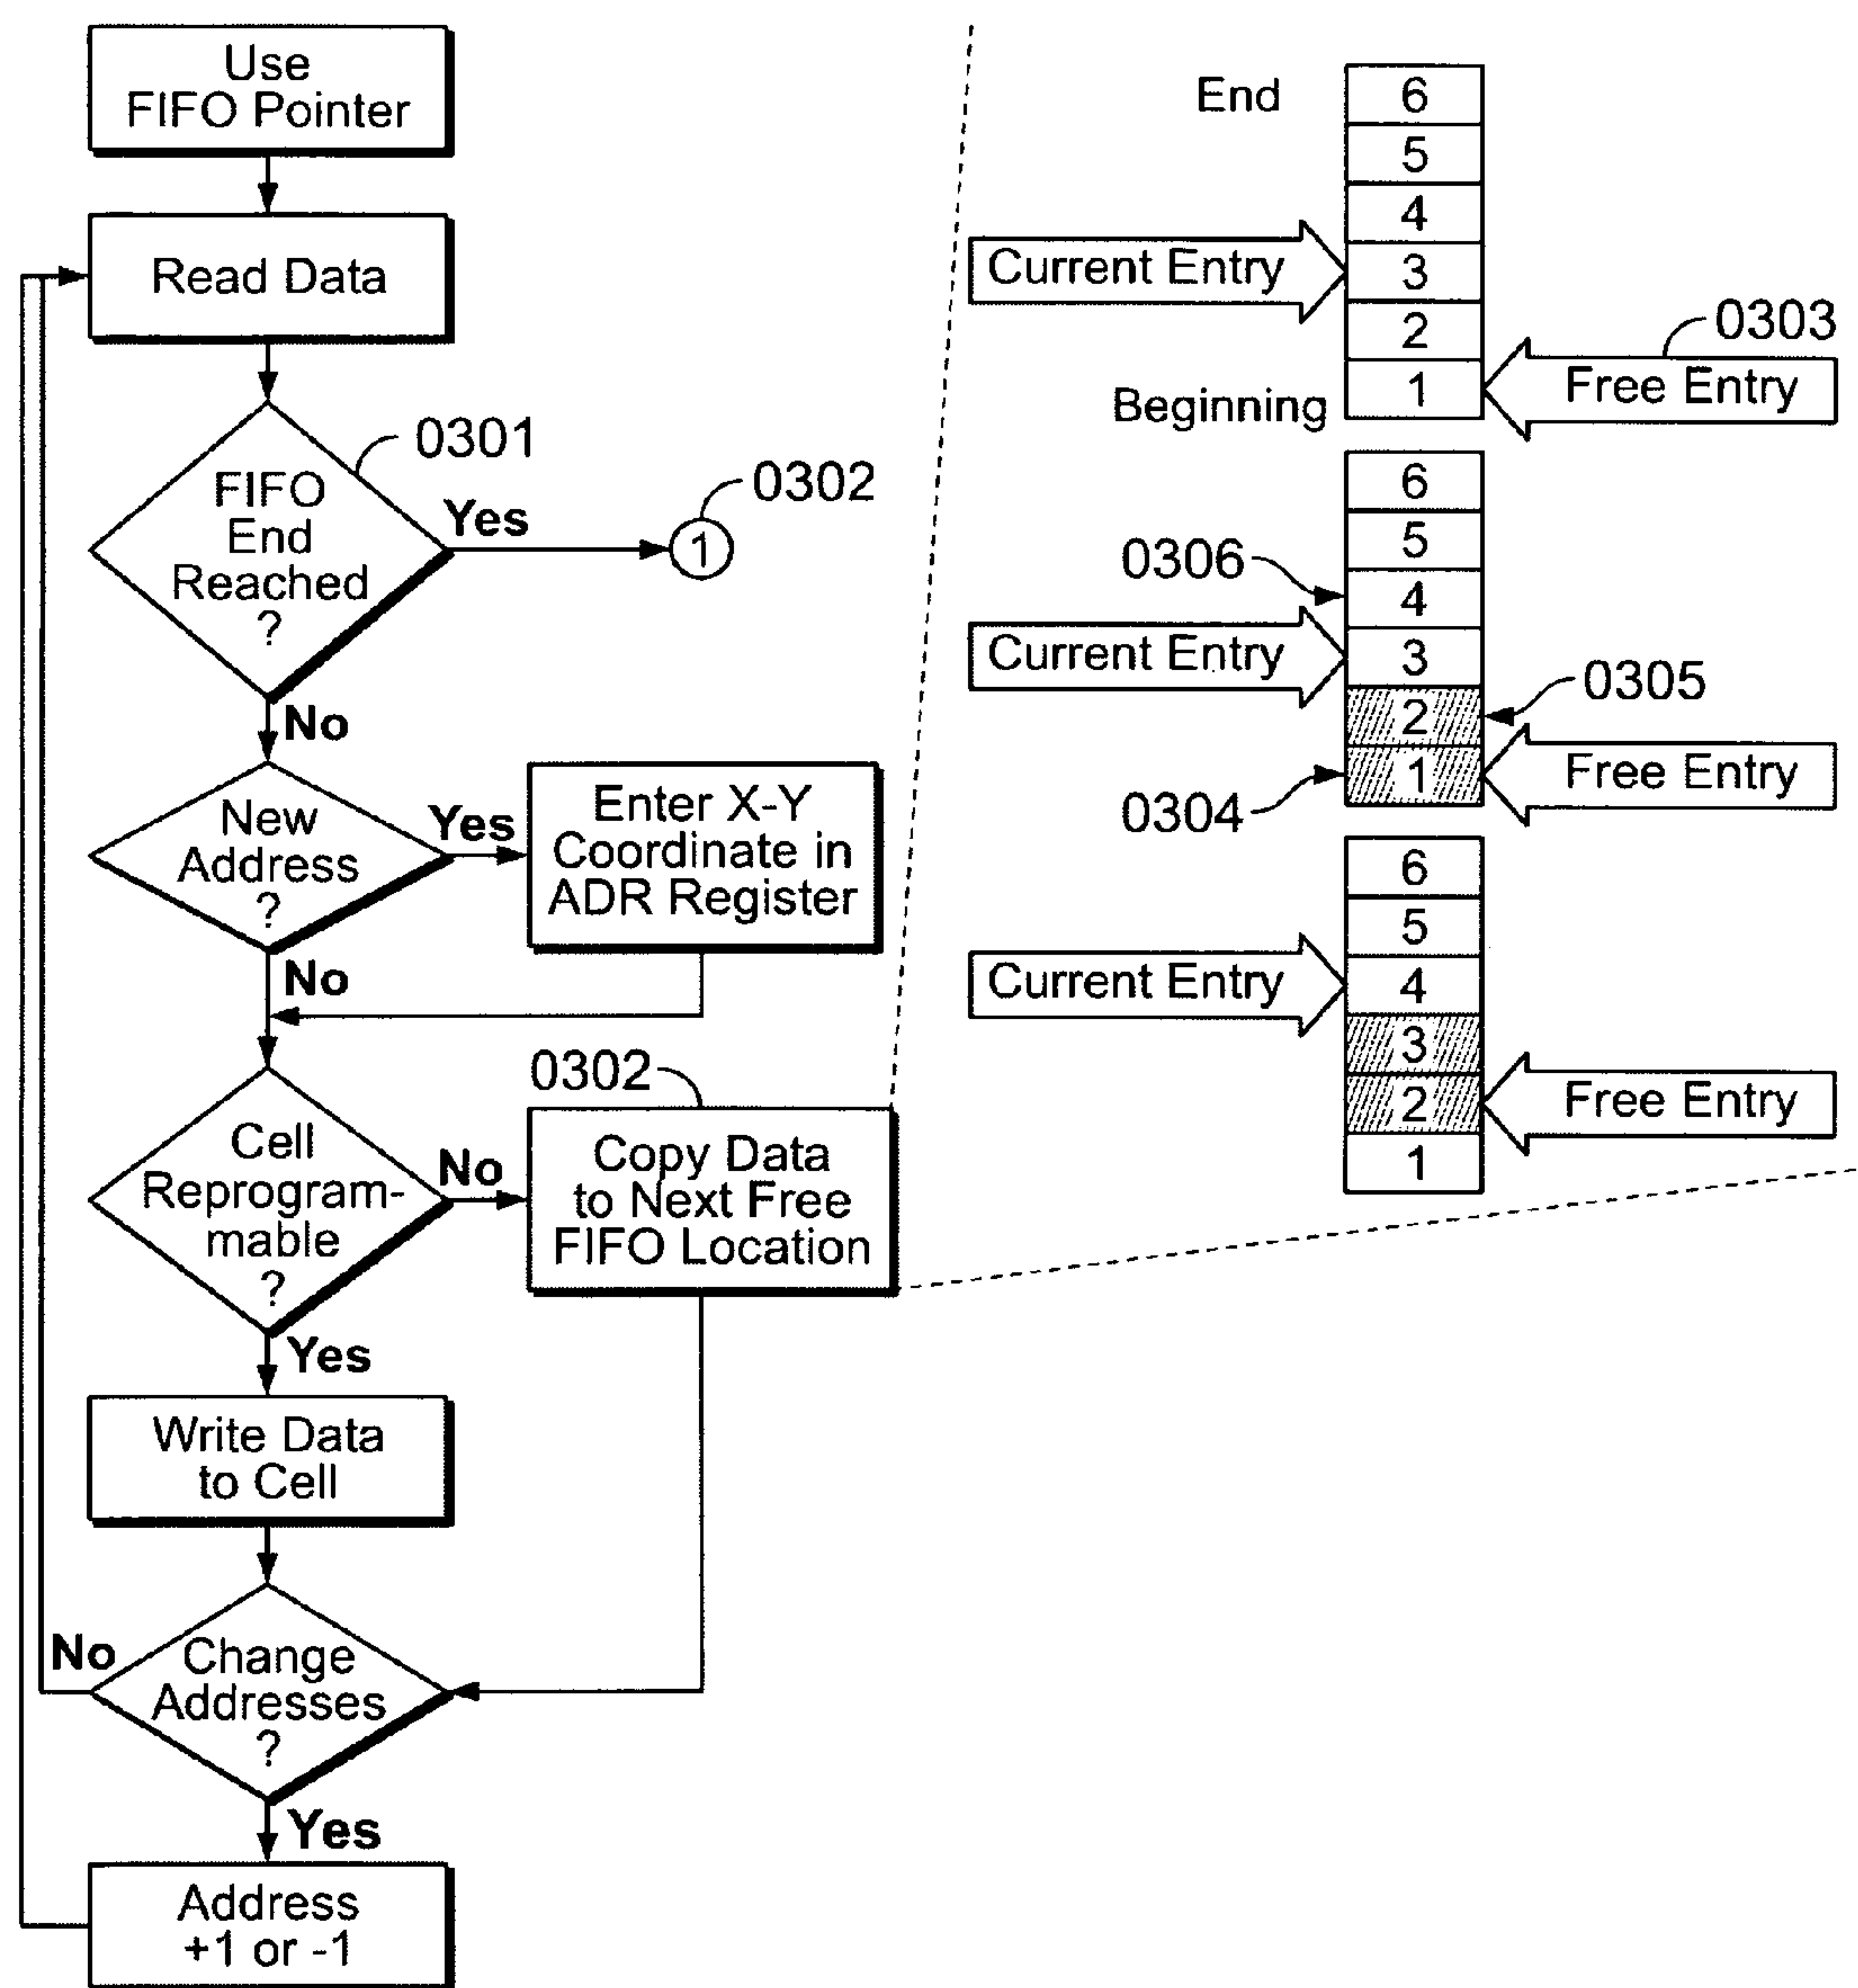 Use
FIFO Pointer
Read Data
0301
FIFO
End
Reached
?
Yes
0302
1
No
New
Address
?
Yes
Enter X-Y
Coordinate in
ADR Register
No
Cell
Reprogram-
mable
?
No
0302
Copy Data
to Next Free
FIFO Location
Yes
Write Data
to Cell
Change
Addresses
?
No
Yes
Address
+1 or -1
End
6
5
4
Current Entry
3
2
0303
Beginning
1
Free Entry
6
5
0306
4
Current Entry
3
2
0305
0304
1
Free Entry
6
5
Current Entry
4
3
2
Free Entry
1